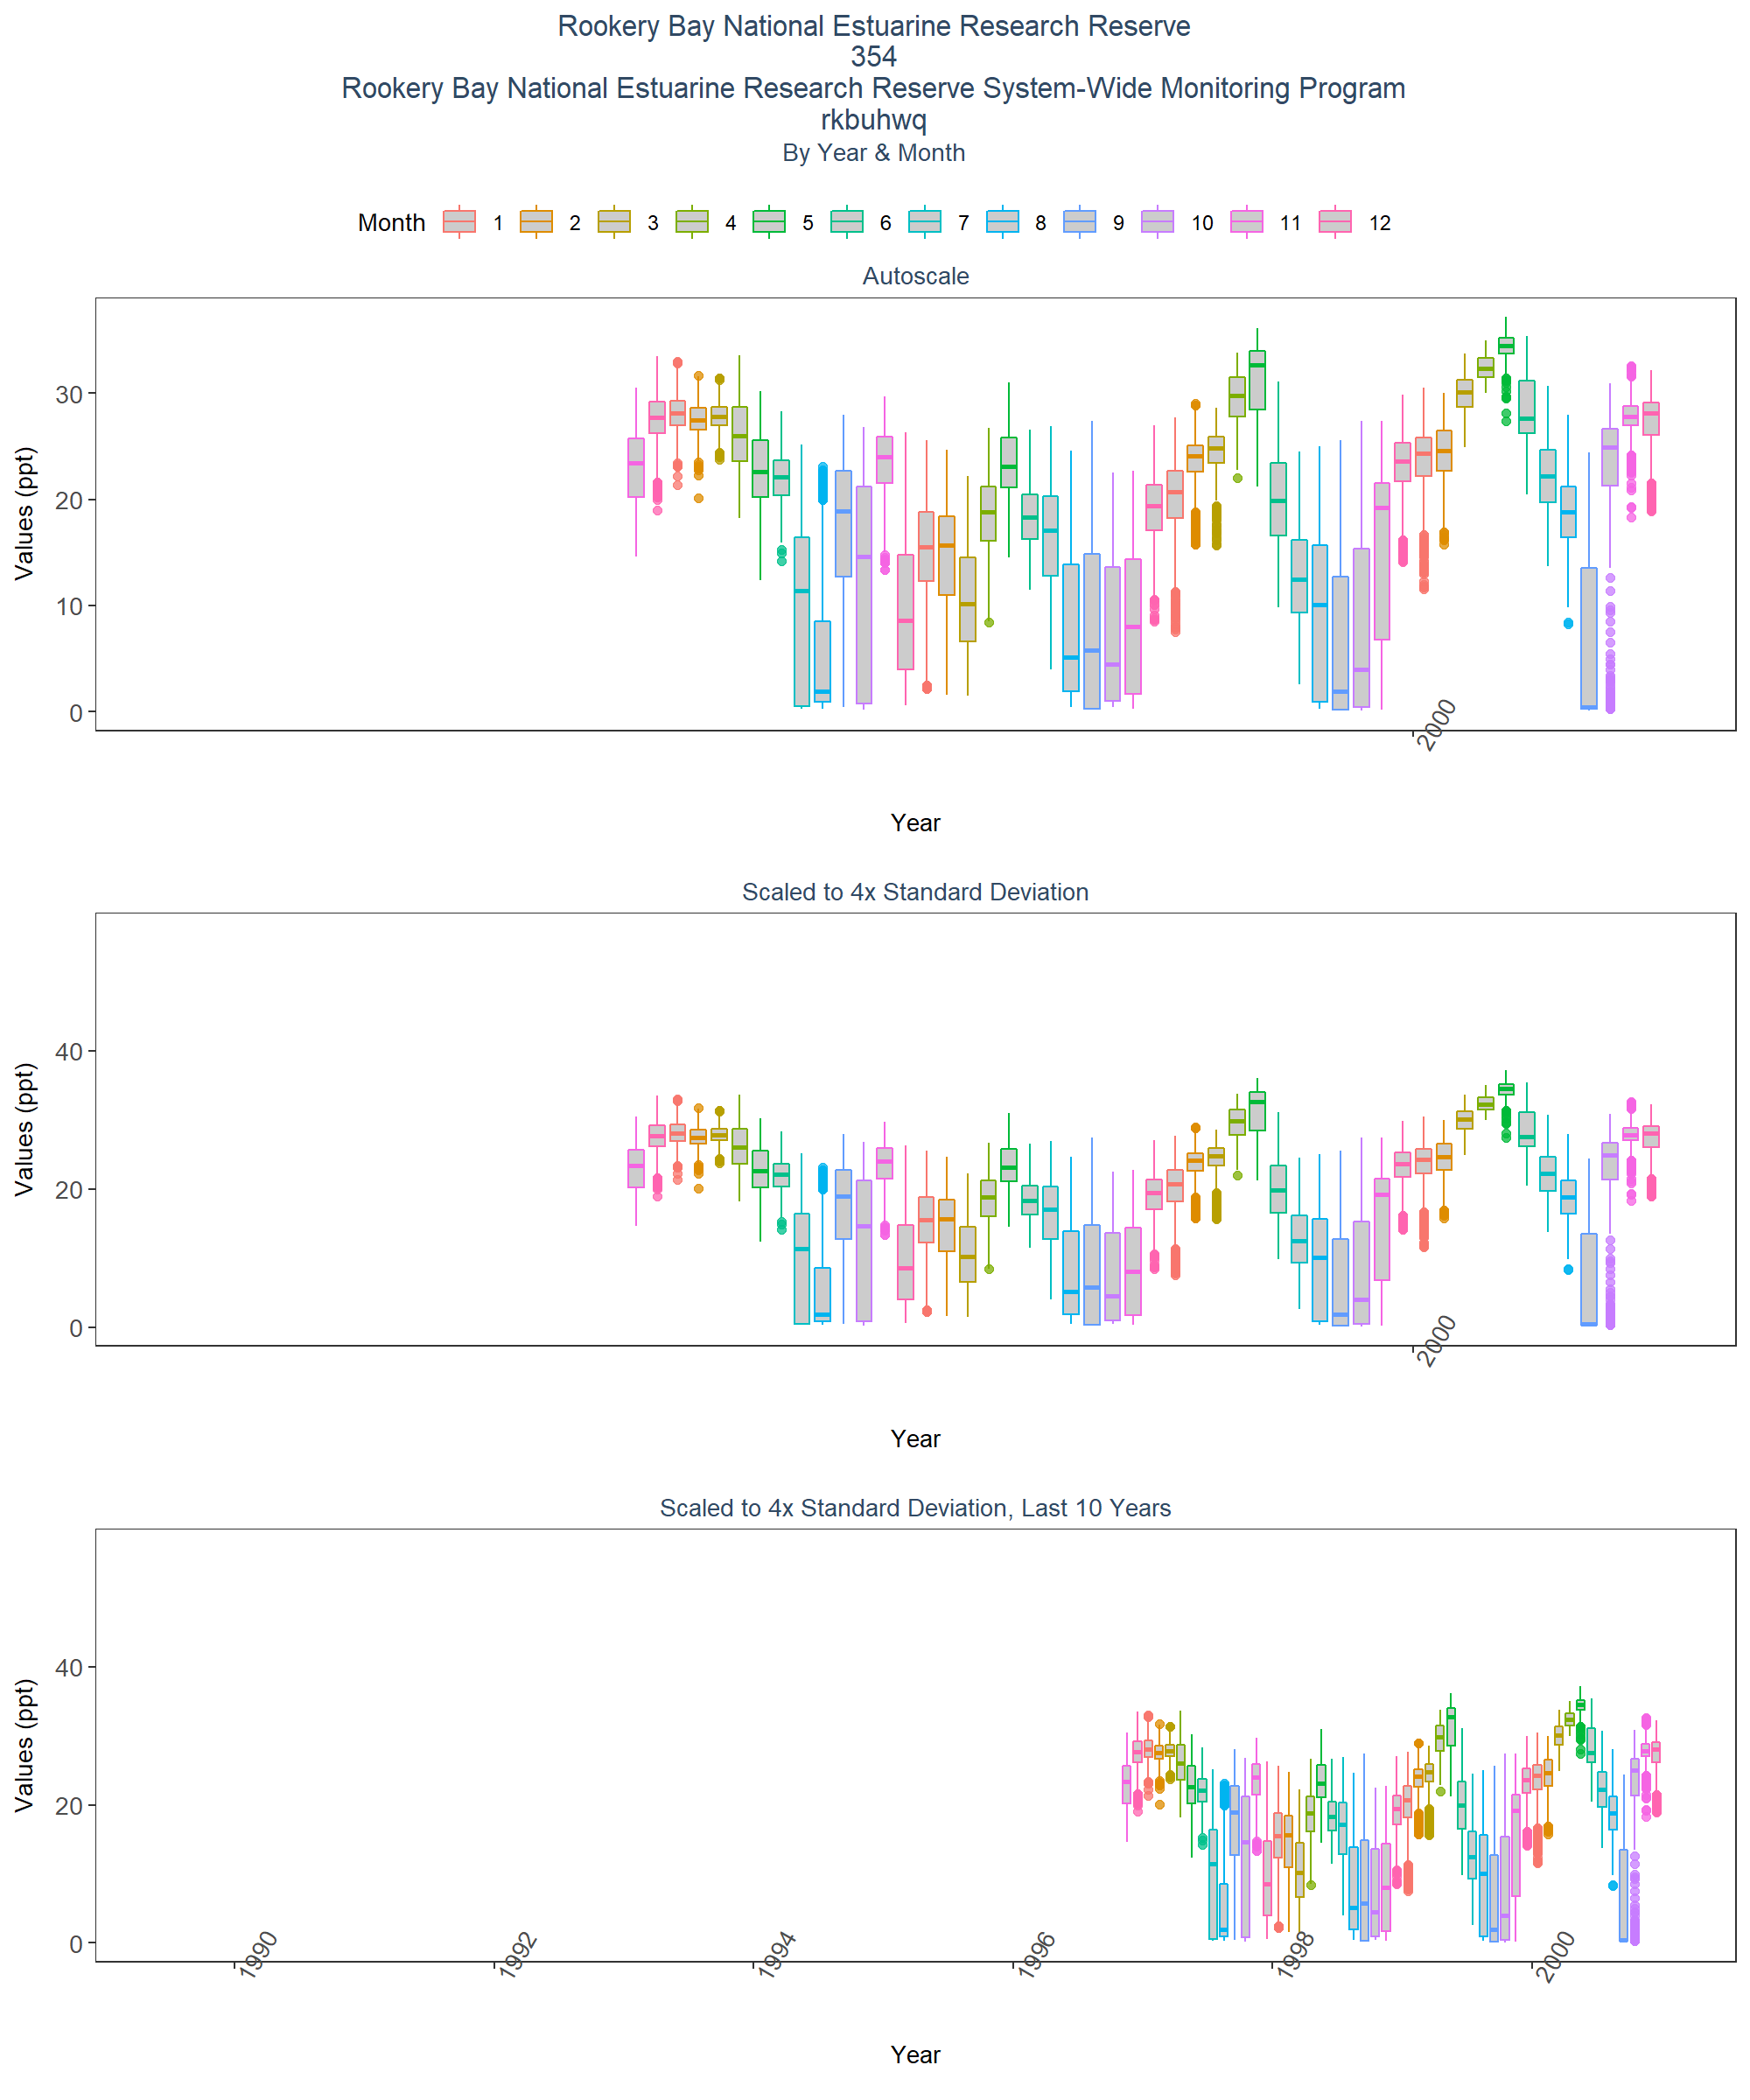 Rookery Bay National Estuarine Research Reserve
354
Rookery Bay National Estuarine Research Reserve System-Wide Monitoring Program
rkbuhwq
By Year & Month
Month 1 2 3 4 5 6 7 8 9 10 11 12
Autoscale
Values (ppt)
30
20
10
0
2000
Year
Scaled to 4x Standard Deviation
Values (ppt)
40
20
0
2000
Year
Scaled to 4x Standard Deviation, Last 10 Years
Values (ppt)
40
20
0
1990 1992 1994 1996 1998 2000
Year